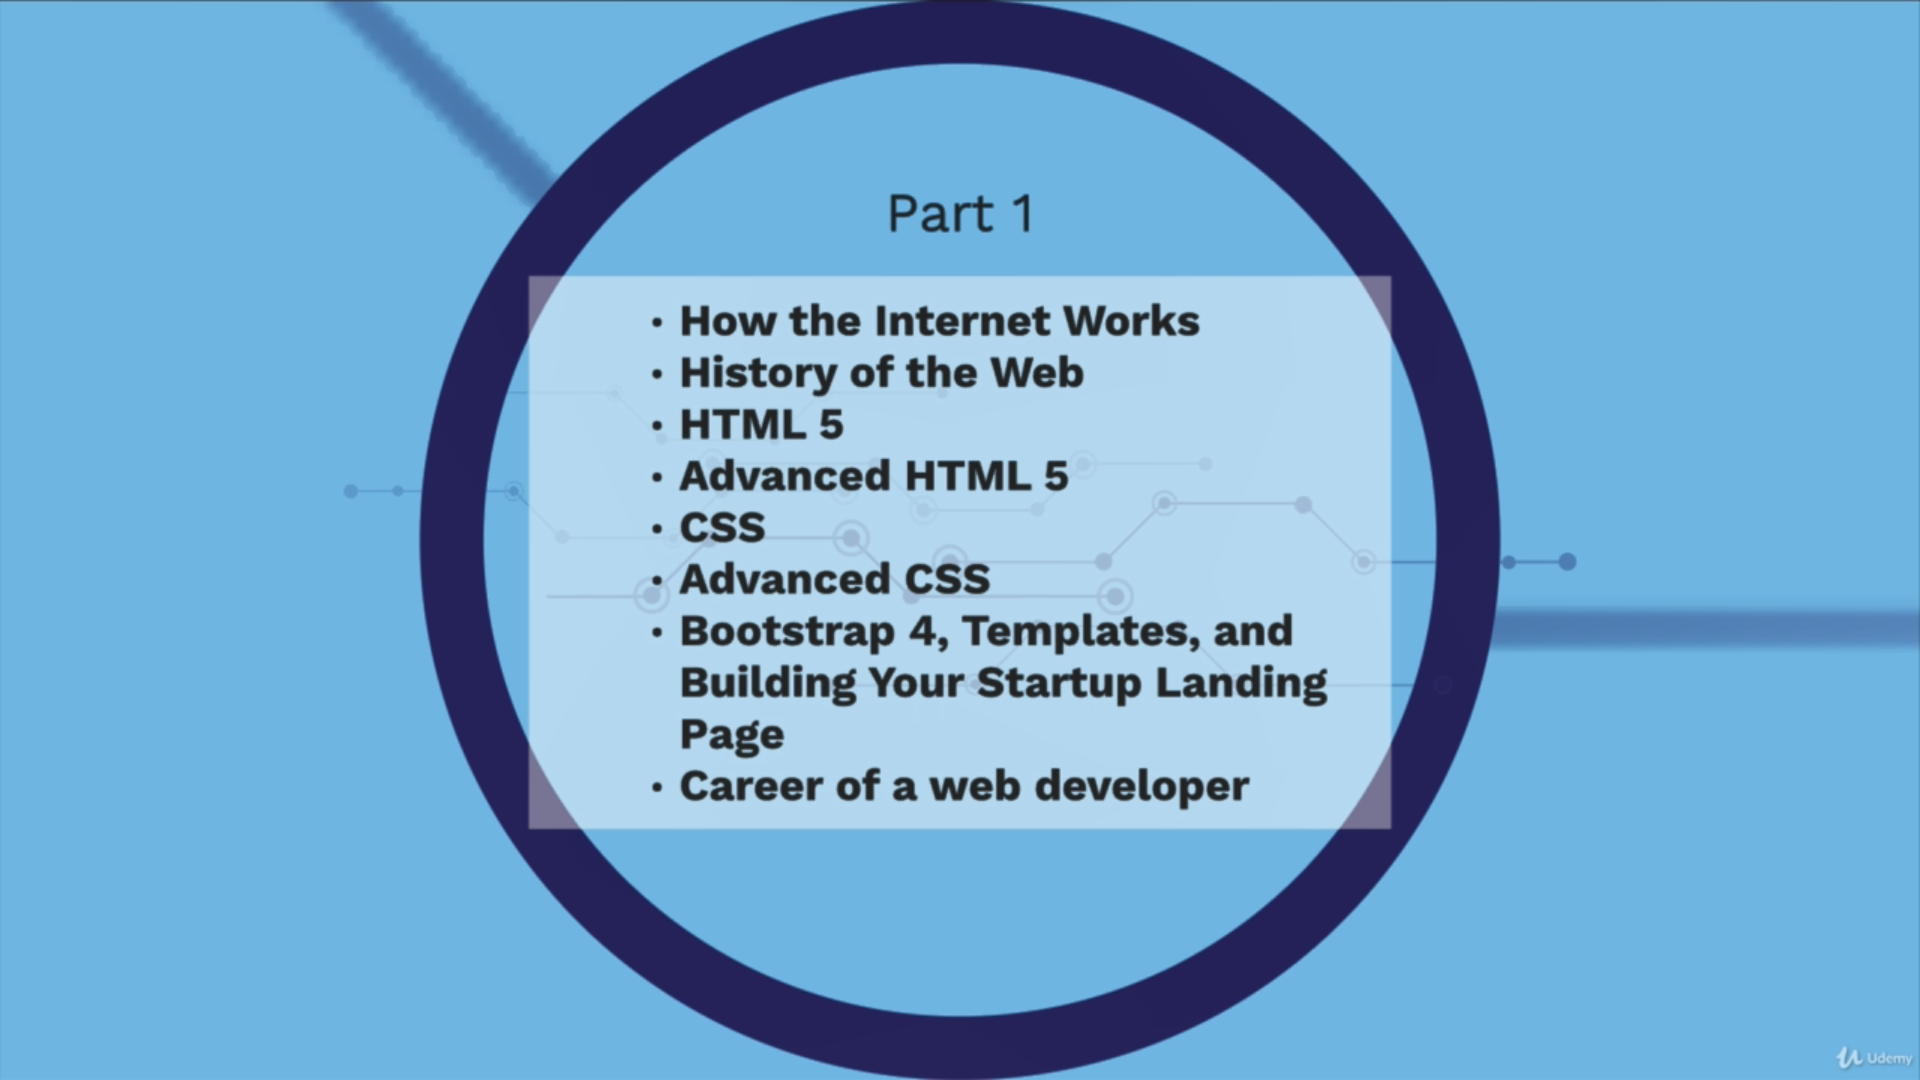 Part 1
• How the Internet Works
• History of the Web
• HTML 5
• Advanced HTML 5
• CSS
• Advanced CSS
• Bootstrap 4, Templates, and
Building Your Startup Landing
Page
• Career of a web developer
Udemy